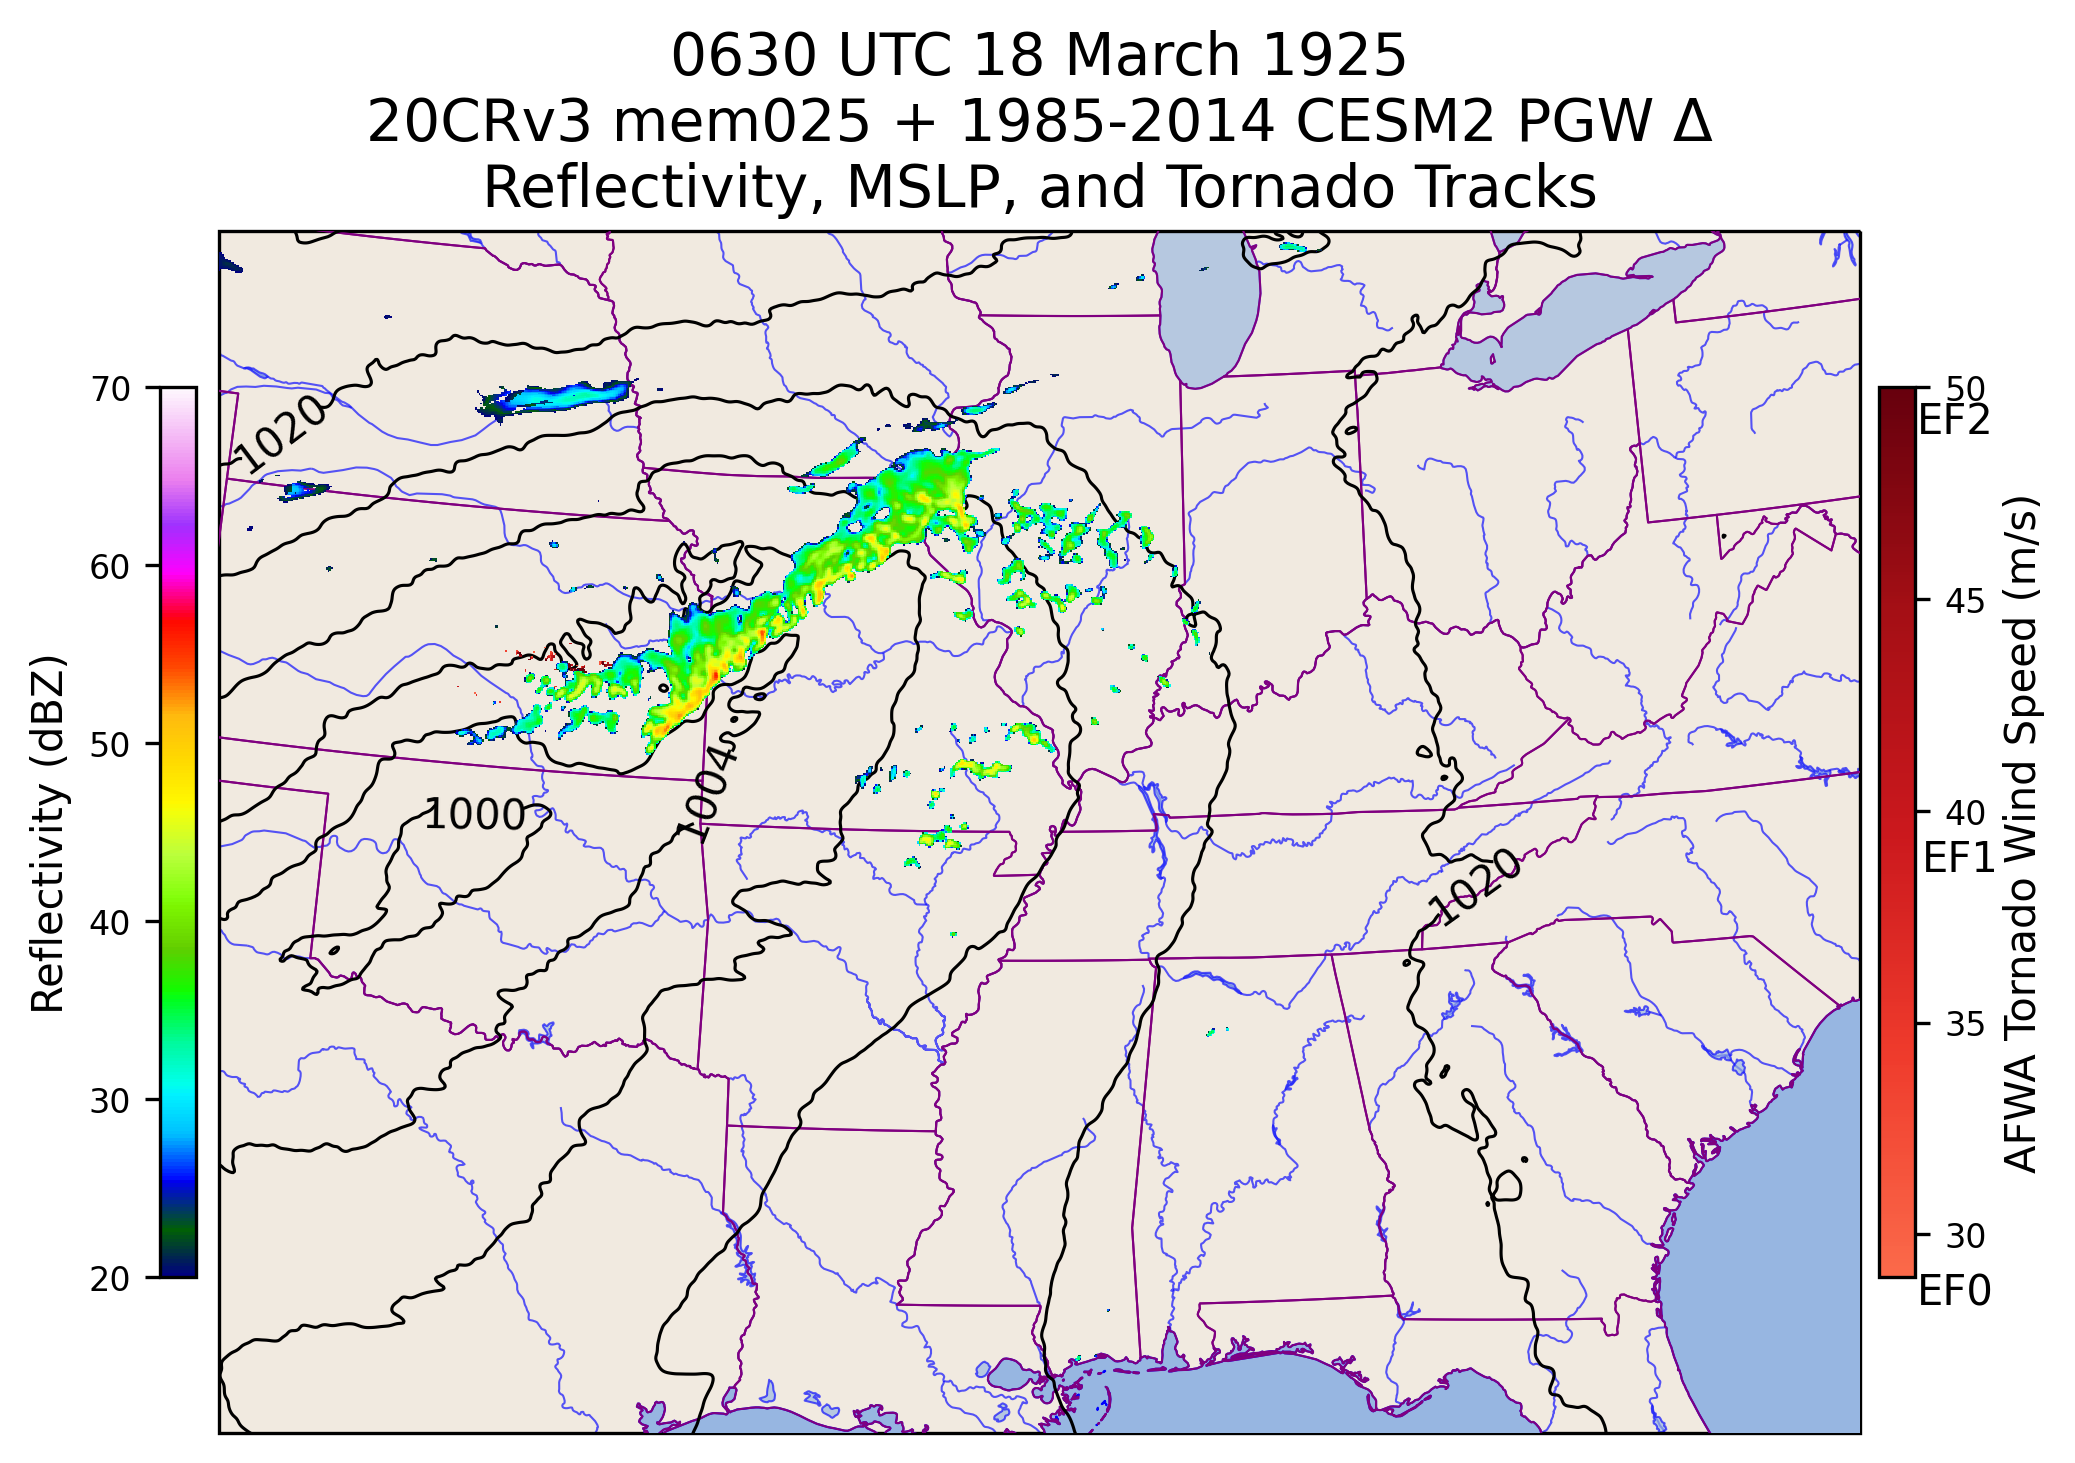 0630 UTC 18 March 1925
20CRv3 mem025 + 1985-2014 CESM2 PGW Δ
Reflectivity, MSLP, and Tornado Tracks
70
60
50
40
30
20
Reflectivity (dBZ)
1020
1000
1004
1020
50
EF2
45
40
EF1
35
30
EF0
AFWA Tornado Wind Speed (m/s)